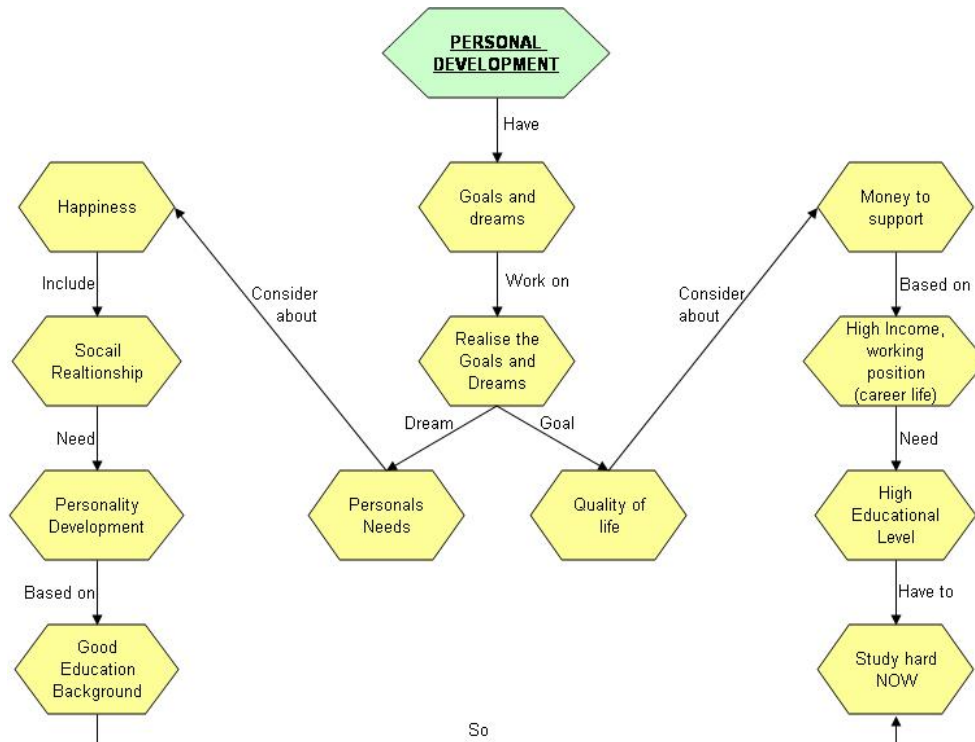 PERSONAL
DEVELOPMENT
Have
Goals and
dreams
Work on
Realise the
Goals and
Dreams
Dream
Goal
Personals
Needs
Quality of
life
Consider
about
Happiness
Include
Socail
Realtionship
Need
Personality
Development
Based on
Good
Education
Background
So
Consider
about
Money to
support
Based on
High Income,
working
position
(career life)
Need
High
Educational
Level
Have to
Study hard
NOW